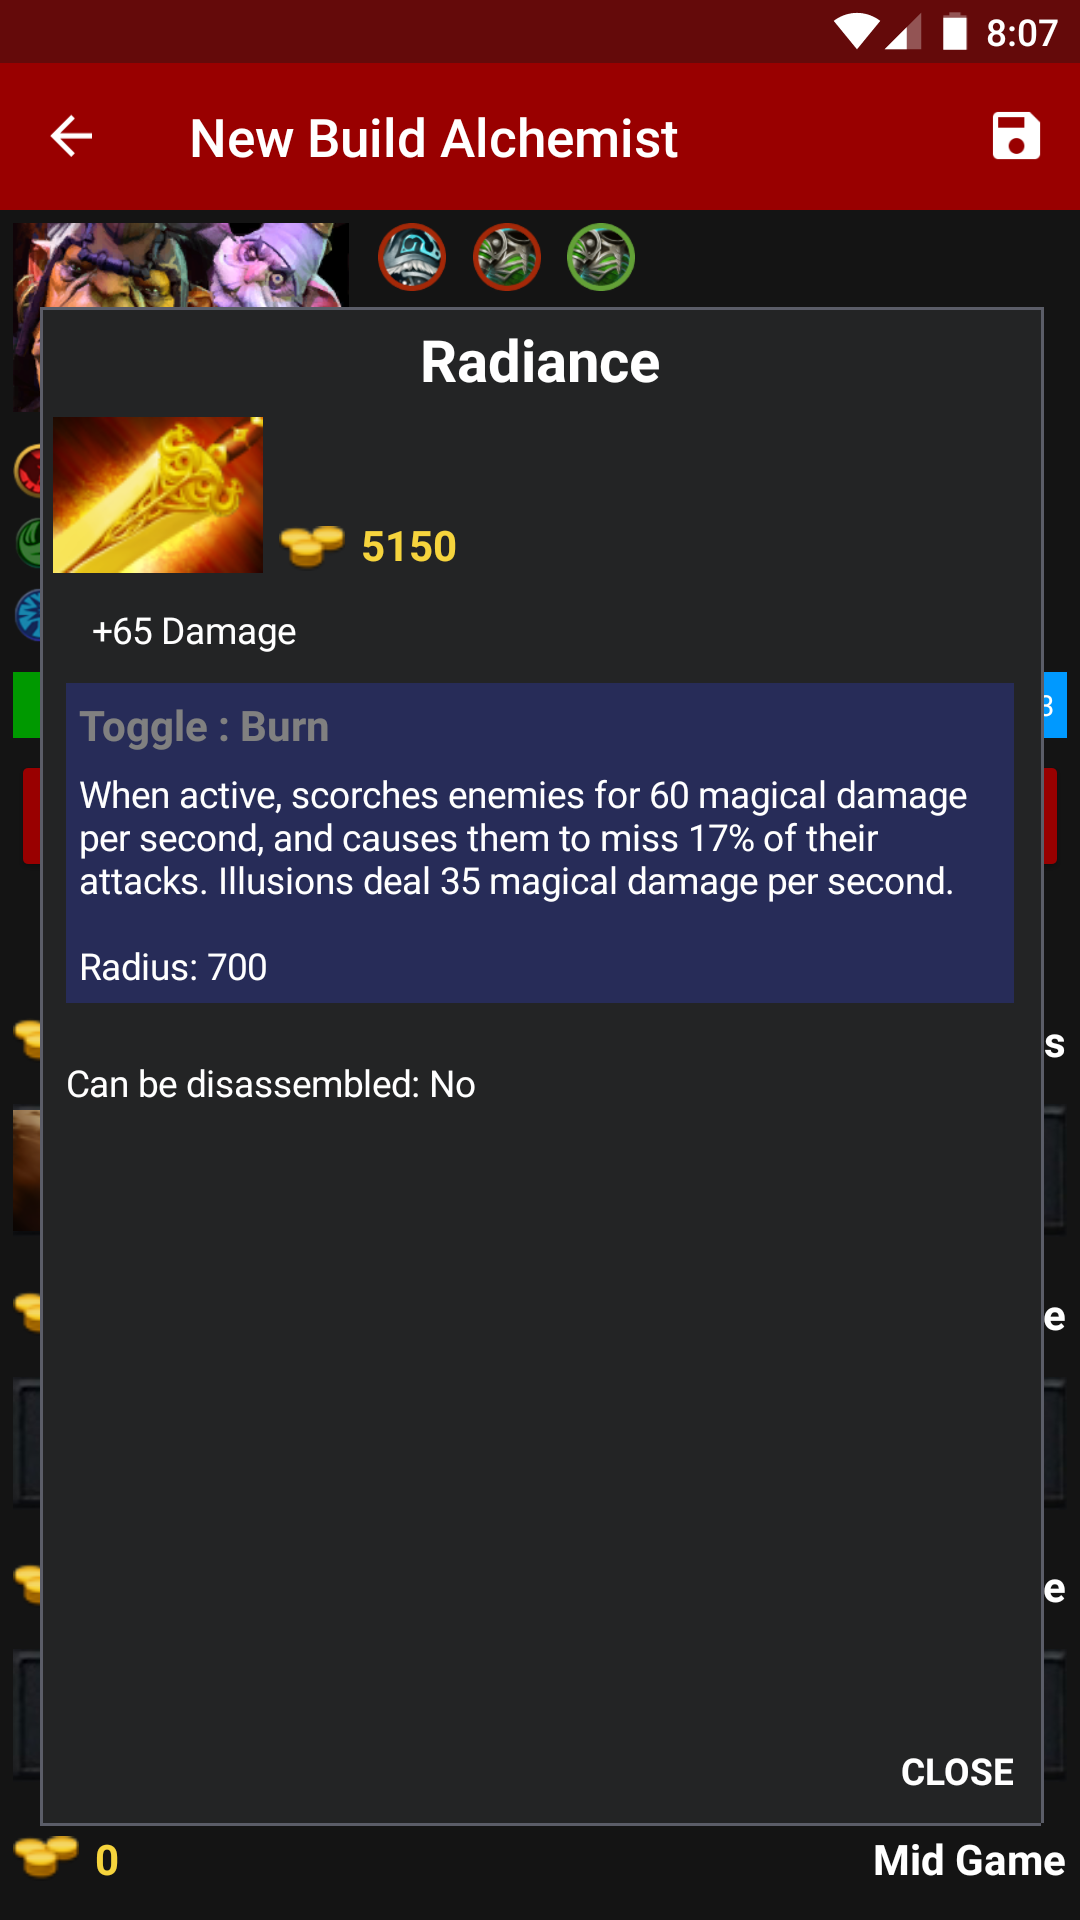 8:07
New Build Alchemist
Radiance
5150
+65 Damage
3
Toggle : Burn
When active, scorches enemies for 60 magical damage
per second, and causes them to miss 17% of their
attacks. Illusions deal 35 magical damage per second.
Radius: 700
s
Can be disassembled: No
e
e
CLOSE
0
Mid Game